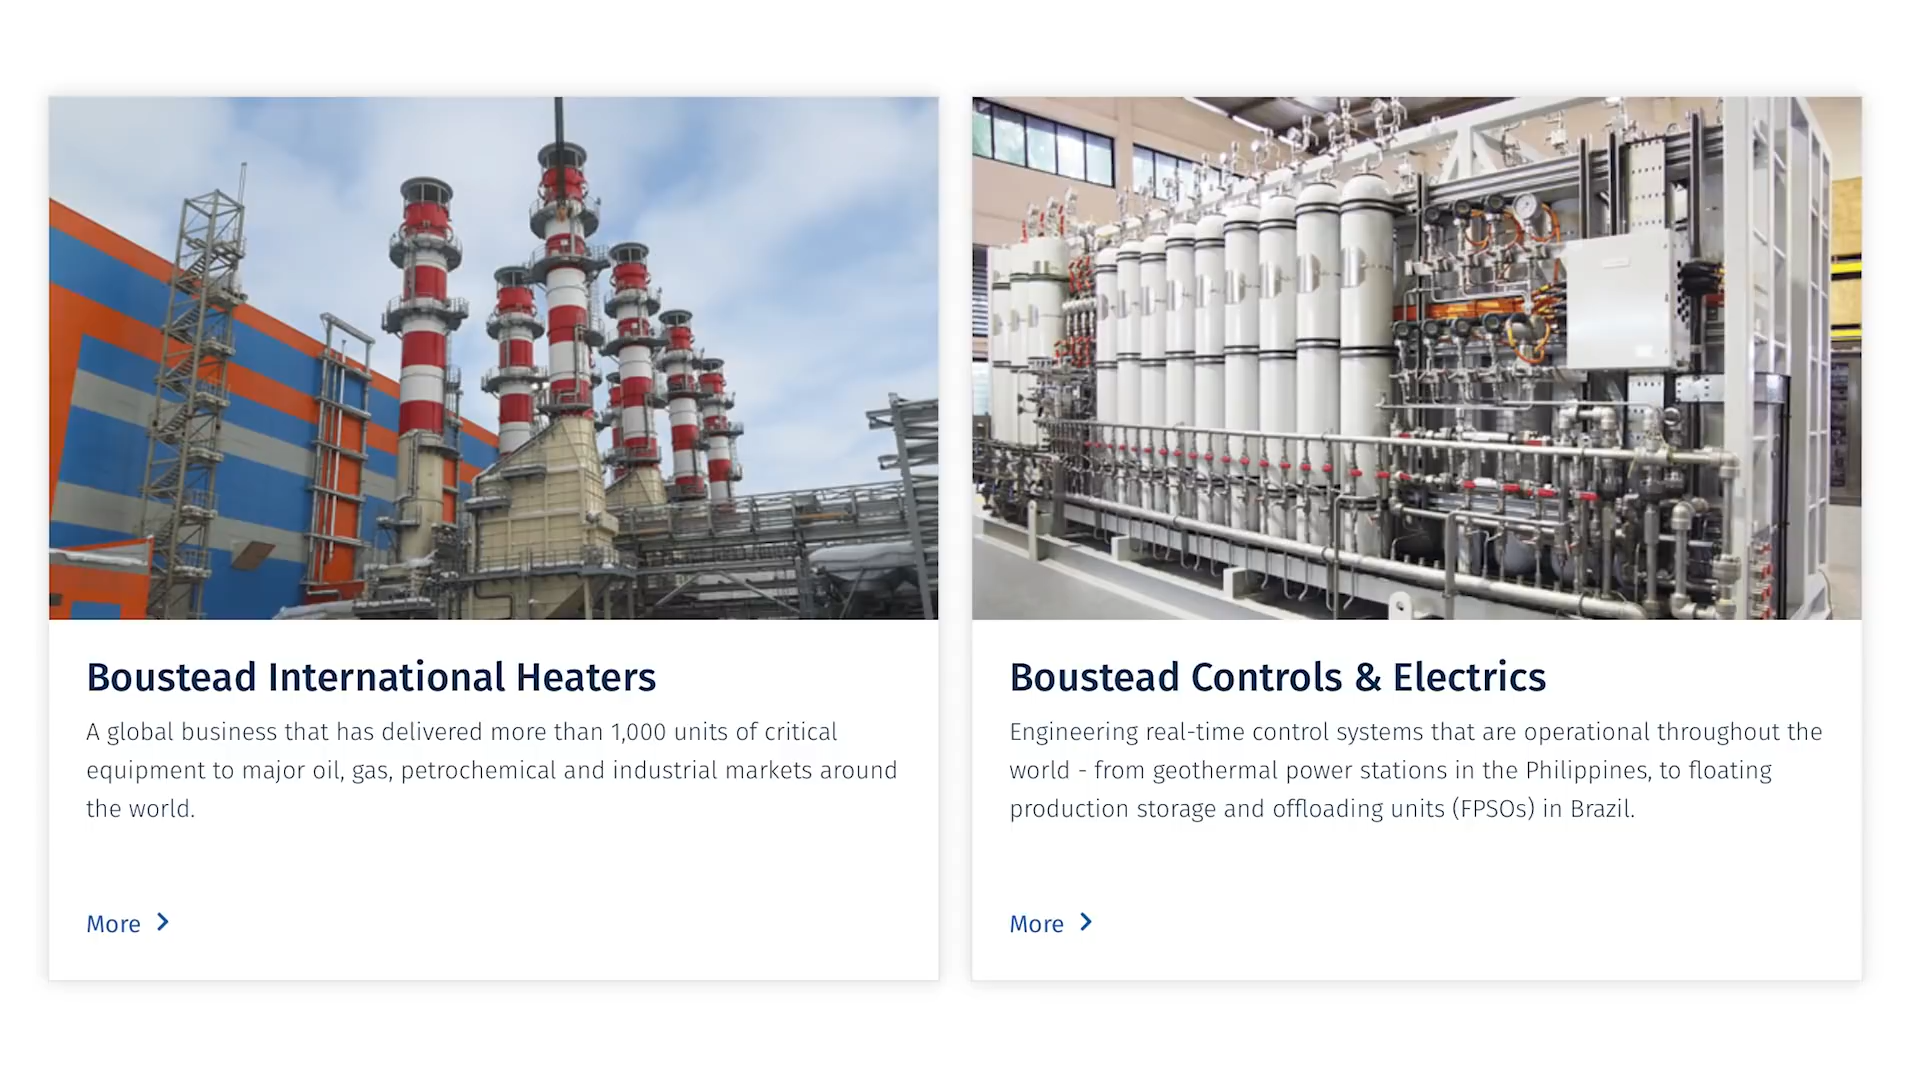 Boustead International Heaters
A global business that has delivered more than 1,000 units of critical
equipment to major oil, gas, petrochemical and industrial markets around
the world.
More
Boustead Controls & Electrics
Engineering real-time control systems that are operational throughout the
world - from geothermal power stations in the Philippines, to floating
production storage and offloading units (FPSOs) in Brazil.
More